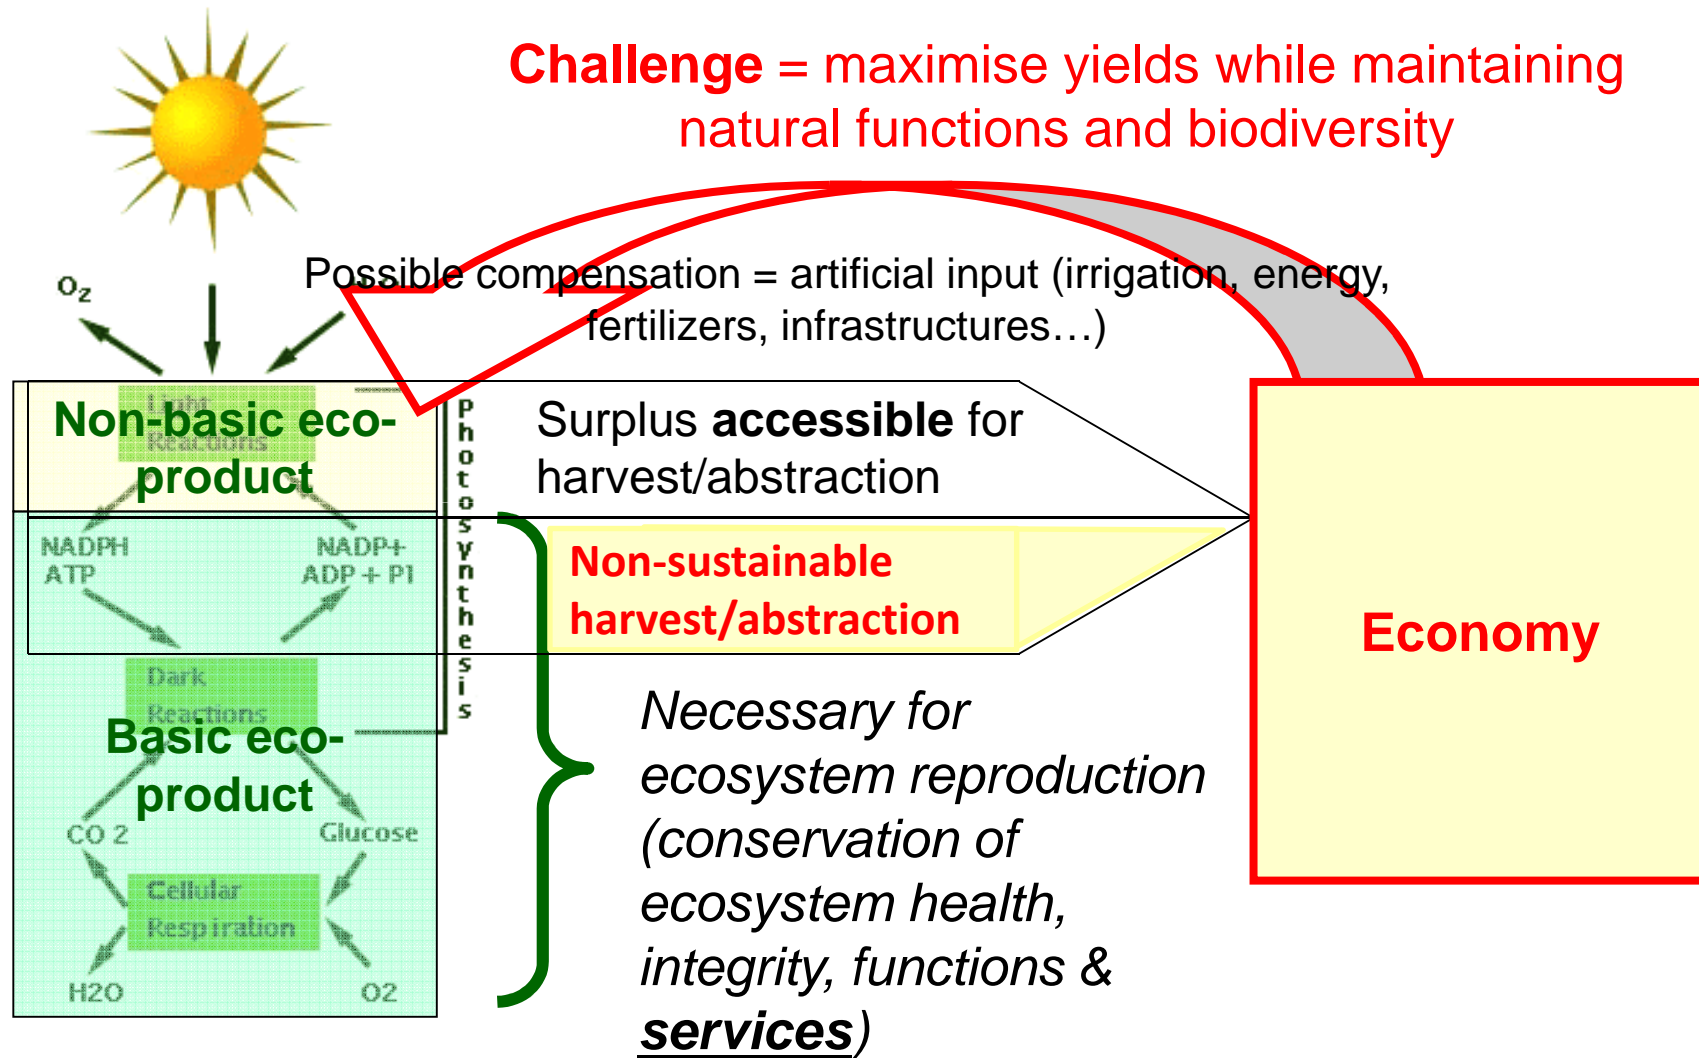 Challenge = maximise yields while maintaining
natural functions and biodiversity
Possible compensation = artificial input (irrigation, energy,
fertilizers, infrastructures…)
O2
Light
Reactions
Non-basic eco-
product
Photosynthesis
Surplus accessible for
harvest/abstraction
NADPH
ATP
NADP+
ADP + P1
Non-sustainable
harvest/abstraction
Economy
Dark
Reactions
Basic eco-
product
CO 2
Glucose
Cellular
Respiration
H2O
O2
Necessary for
ecosystem reproduction
(conservation of
ecosystem health,
integrity, functions &
services)